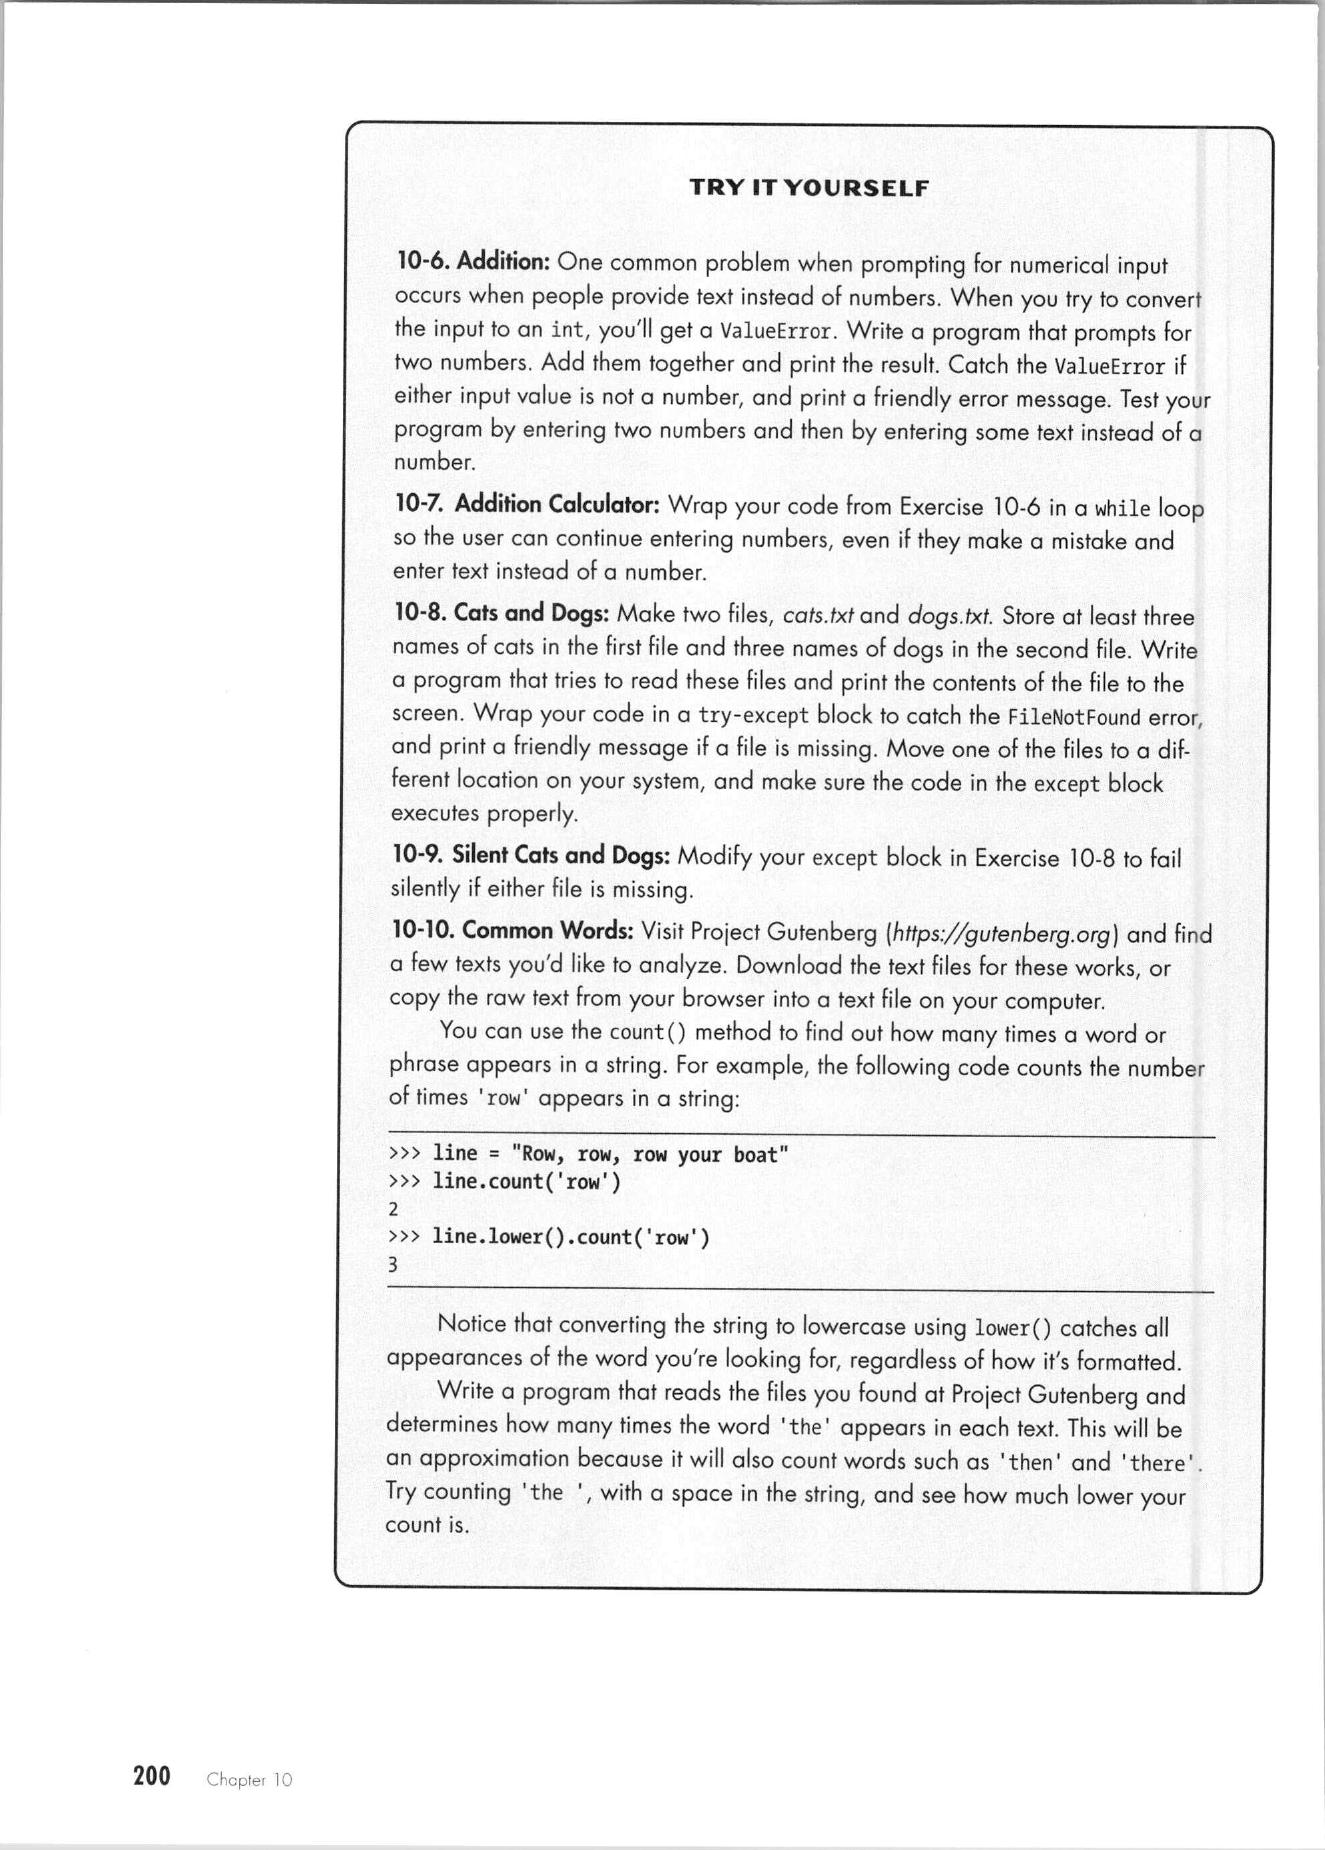 TRY IT YOURSELF
10-6. Addition: One common problem when prompting for numerical input
occurs when people provide text instead of numbers. When you try to convert
the input to an int, you'll get a ValueError. Write a program that prompts for
two numbers. Add them together and print the result. Catch the ValueError if
either input value is not a number, and print a friendly error message. Test your
program by entering two numbers and then by entering some text instead of a
number.
10-7. Addition Calculator: Wrap your code from Exercise 10-6 in a while loop
so the user can continue entering numbers, even if they make a mistake and
enter text instead of a number.
10-8. Cats and Dogs: Make two files, cats.txt and dogs.txt. Store at least three
names of cats in the first file and three names of dogs in the second file. Write
a program that tries to read these files and print the contents of the file to the
screen. Wrap your code in a try-except block to catch the FileNotFound error,
and print a friendly message if a file is missing. Move one of the files to a dif-
ferent location on your system, and make sure the code in the except block
executes properly.
10-9. Silent Cats and Dogs: Modify your except block in Exercise 10-8 to fail
silently if either file is missing.
10-10. Common Words: Visit Project Gutenberg (https://gutenberg.org) and find
a few texts you'd like to analyze. Download the text files for these works, or
copy the raw text from your browser into a text file on your computer.
You can use the count() method to find out how many times a word or
phrase appears in a string. For example, the following code counts the number
of times 'row' appears in a string:
>>> line = "Row, row, row your boat"
>>> line.count('row')
2
>>> line.lower().count('row')
3
Notice that converting the string to lowercase using lower() catches all
appearances of the word you're looking for, regardless of how it's formatted.
Write a program that reads the files you found at Project Gutenberg and
determines how many times the word 'the' appears in each text. This will be
an approximation because it will also count words such as 'then' and 'there'.
Try counting 'the ', with a space in the string, and see how much lower your
count is.
200 Chapter 10